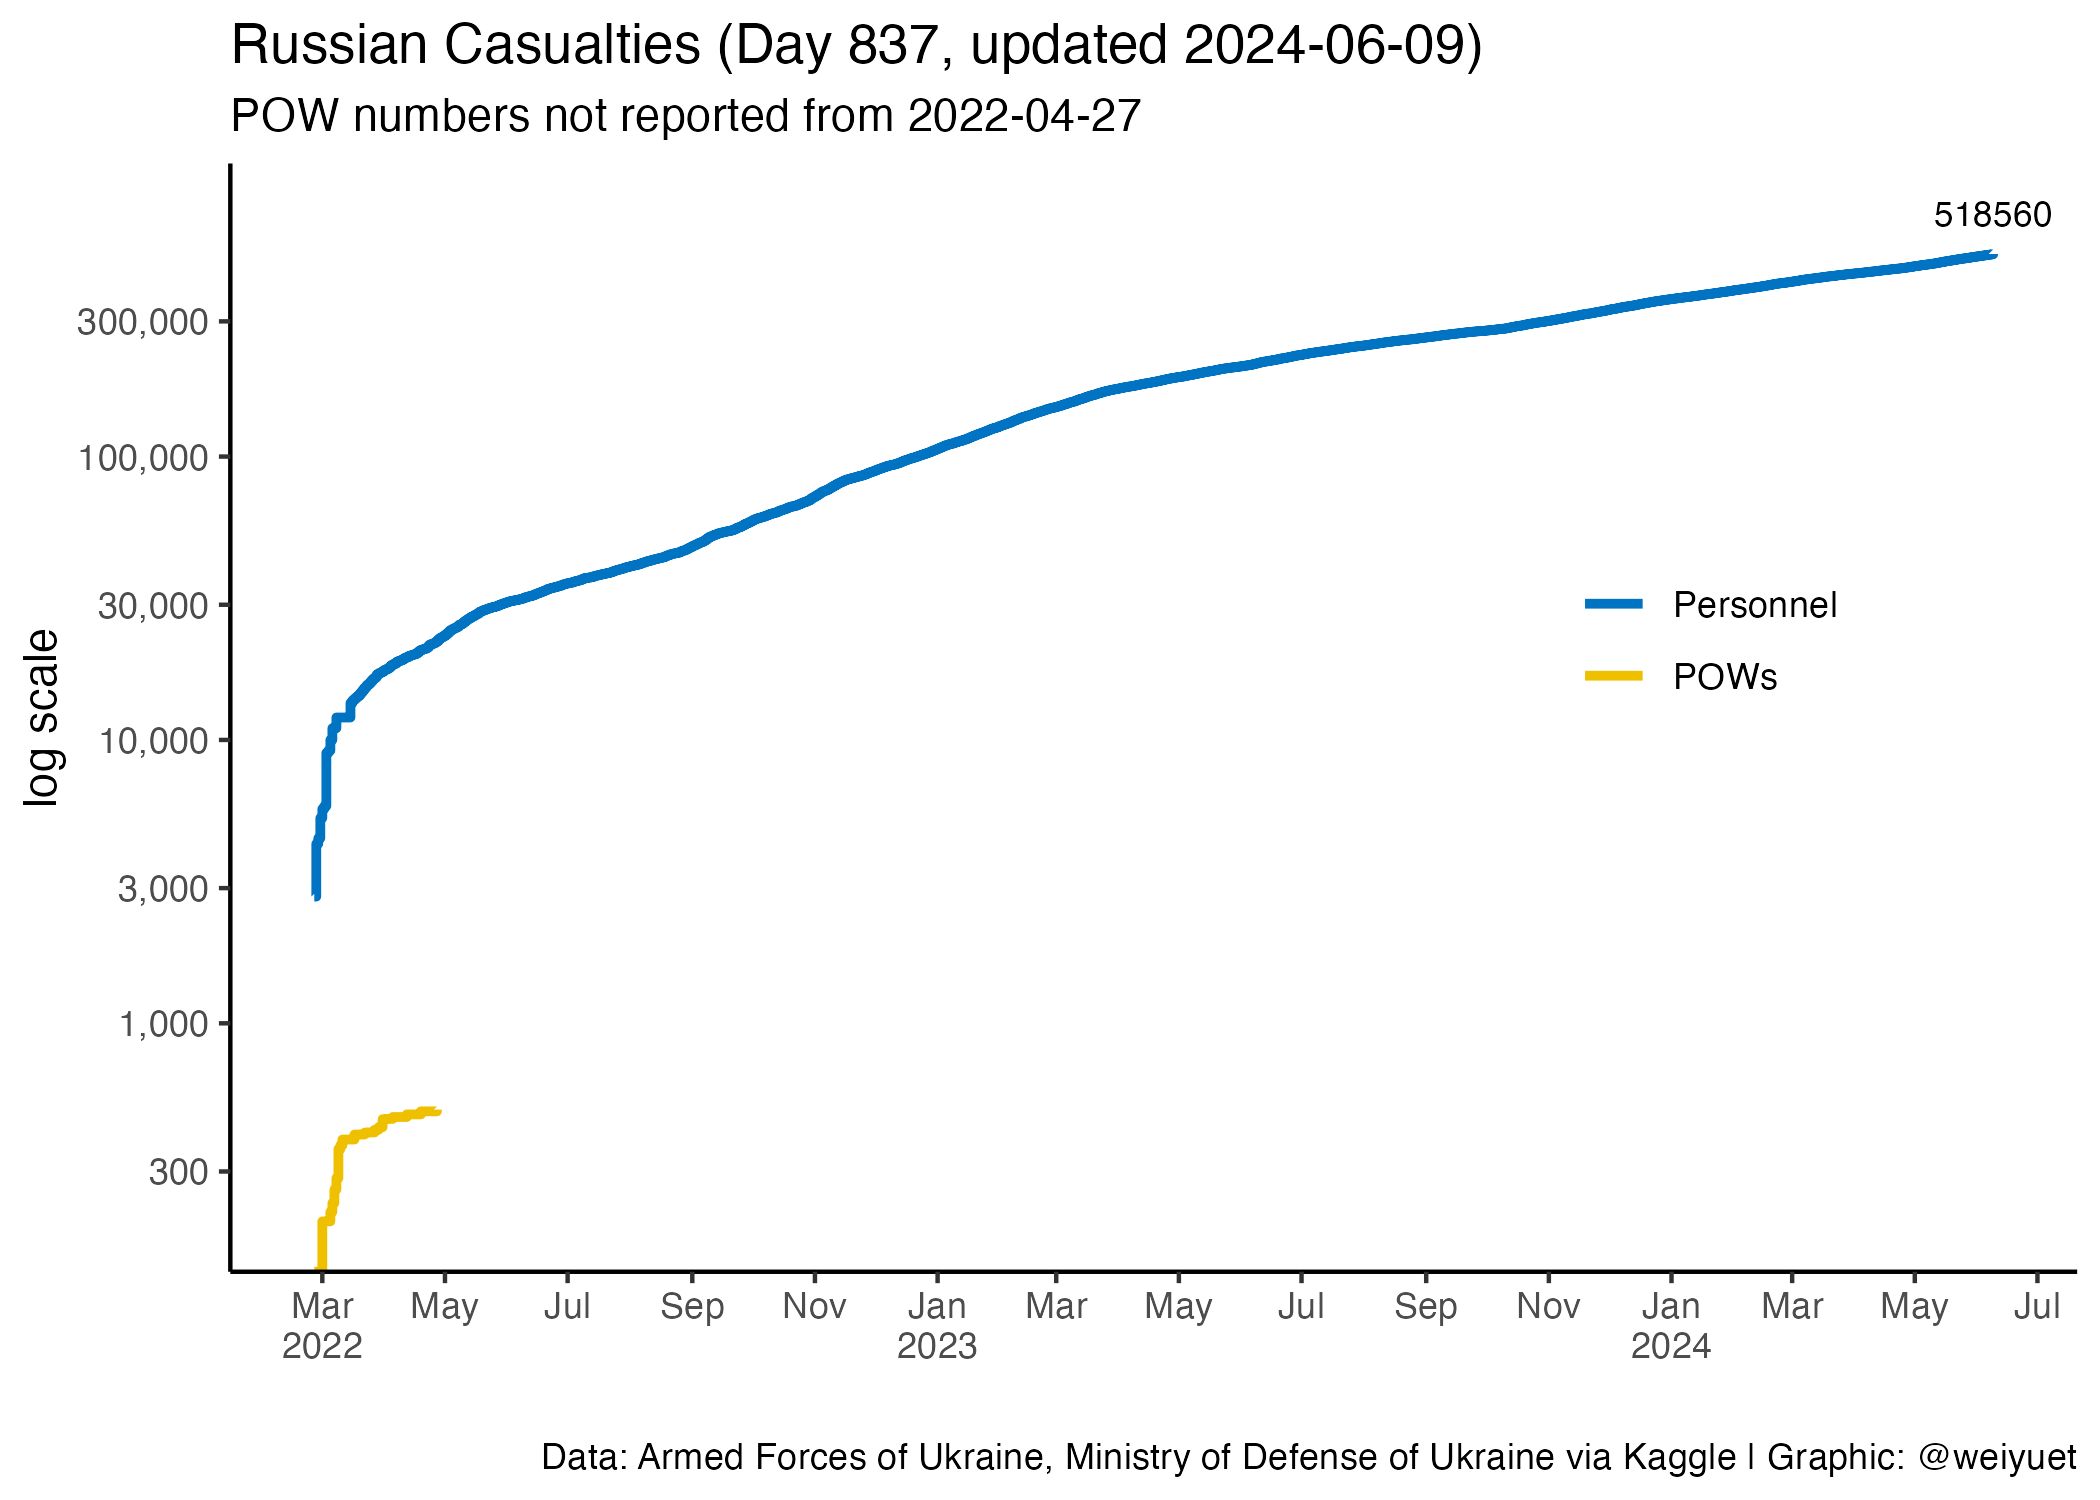 Russian Casualties (Day 837, updated 2024-06-09)
POW numbers not reported from 2022-04-27
518560
300,000
100,000
30,000
10,000
3,000
1,000
300
log scale
Personnel
POWs
Mar May Jul Sep Nov Jan Mar May Jul Sep Nov Jan Mar May Jul
2022 2023 2024
Data: Armed Forces of Ukraine, Ministry of Defense of Ukraine via Kaggle | Graphic: @weiyuet